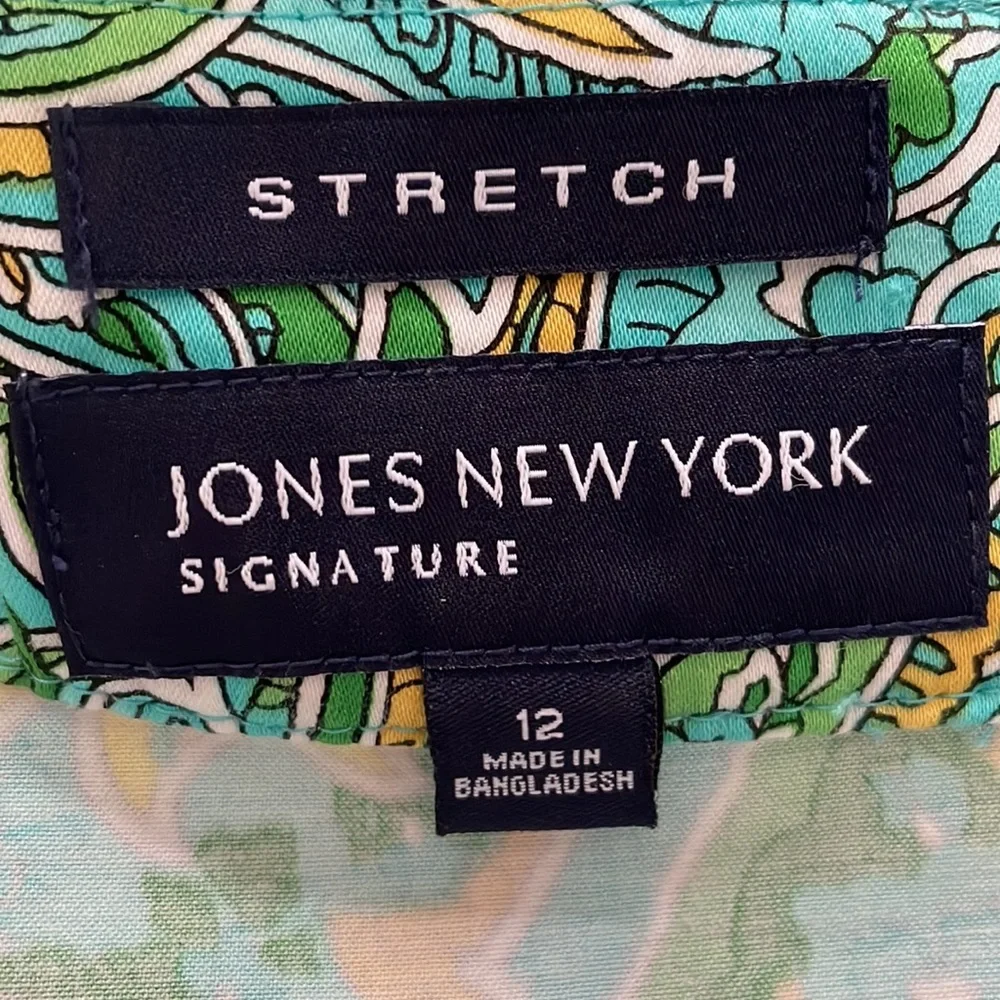 STRETCH
JONES NEW YORK
SIGNATURE
12
MADE IN
BANGLADESH